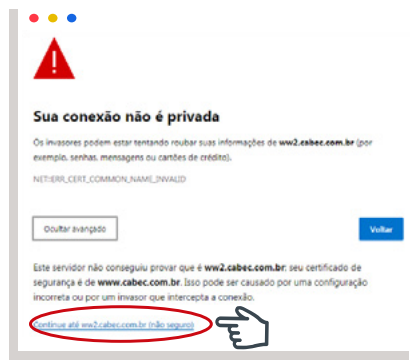 Sua conexão não é privada
Os invasores podem estar tentando roubar suas informações de ww2.cabec.com.br (por
exemplo, senhas, mensagens ou cartões de crédito).
NET::ERR_CERT_COMMON_NAME_INVALID
Ocultar avançado
Voltar
Este servidor não conseguiu provar que é ww2.cabec.com.br; seu certificado de
segurança é de www.cabec.com.br. Isso pode ser causado por uma configuração
incorreta ou por um invasor que intercepta a conexão.
Continue até ww2.cabec.com.br (não seguro)